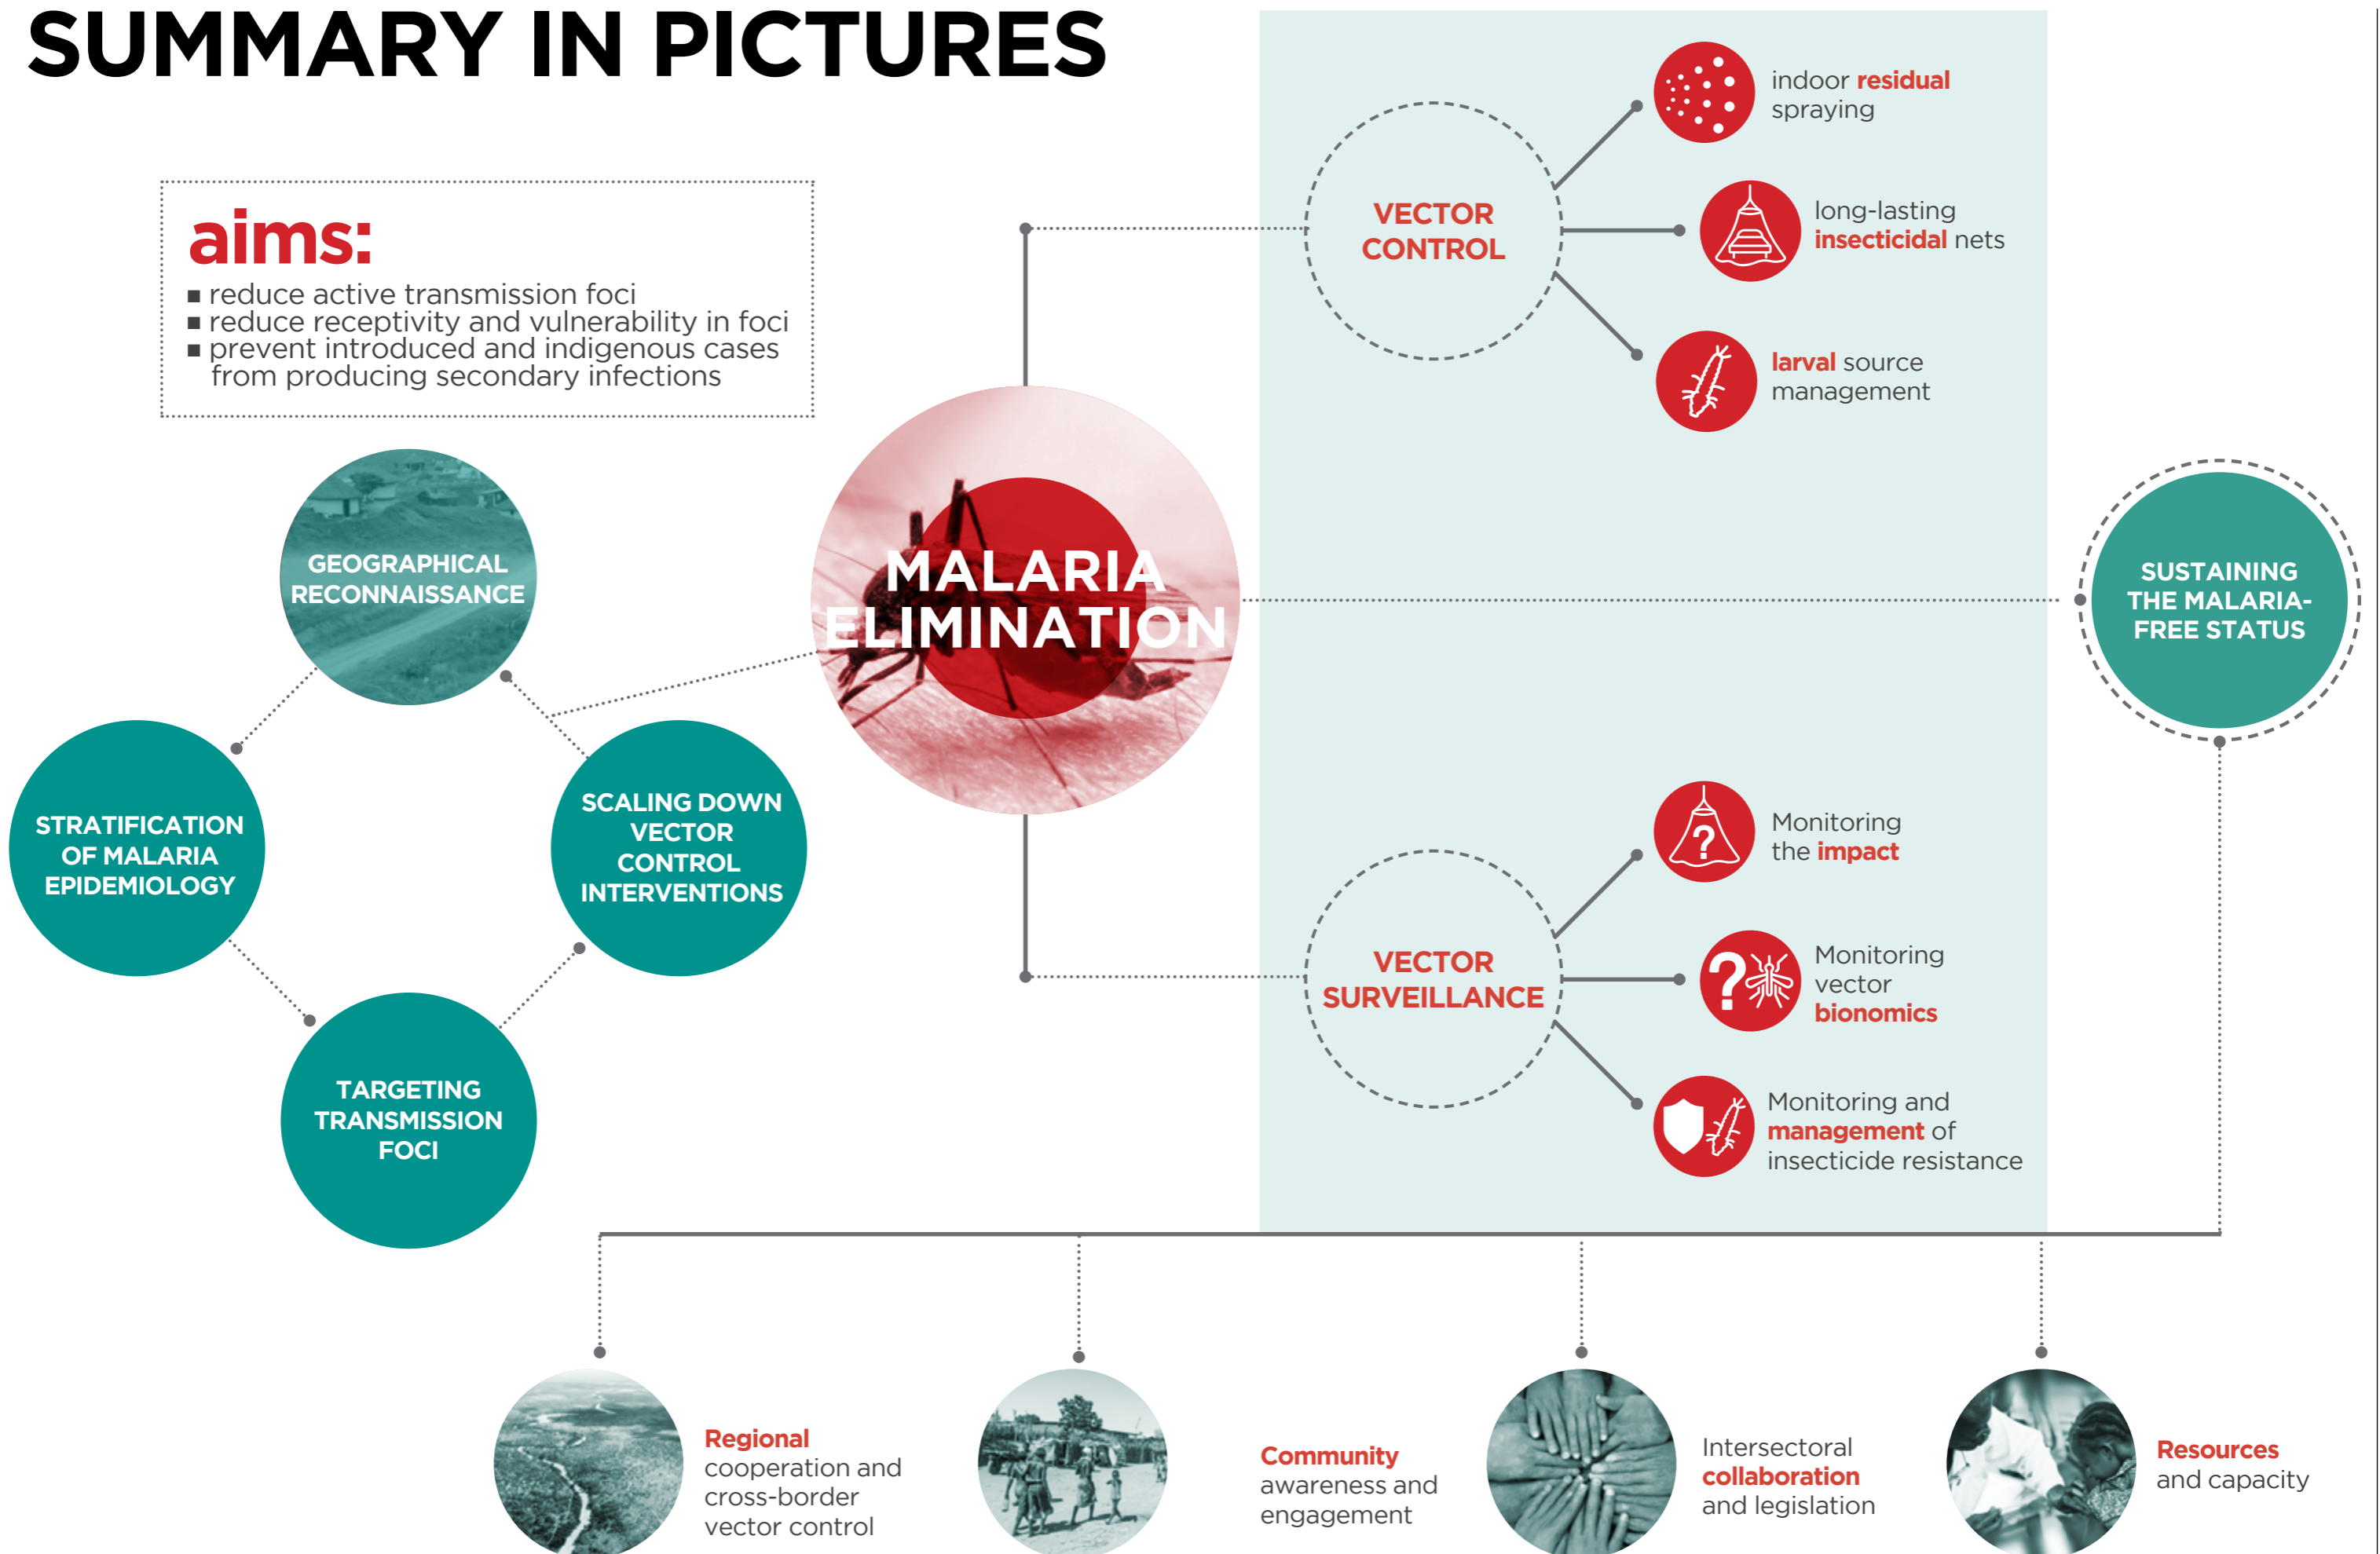 SUMMARY IN PICTURES
aims:
▪ reduce active transmission foci
▪ reduce receptivity and vulnerability in foci
▪ prevent introduced and indigenous cases
from producing secondary infections
GEOGRAPHICAL
RECONNAISSANCE
STRATIFICATION
OF MALARIA
EPIDEMIOLOGY
SCALING DOWN
VECTOR
CONTROL
INTERVENTIONS
TARGETING
TRANSMISSION
FOCI
MALARIA
ELIMINATION
VECTOR
CONTROL
indoor residual
spraying
long-lasting
insecticidal nets
larval source
management
SUSTAINING
THE MALARIA-
FREE STATUS
VECTOR
SURVEILLANCE
?
Monitoring
the impact
?
Monitoring
vector
bionomics
Monitoring and
management of
insecticide resistance
Regional
cooperation and
cross-border
vector control
Community
awareness and
engagement
Intersectoral
collaboration
and legislation
Resources
and capacity